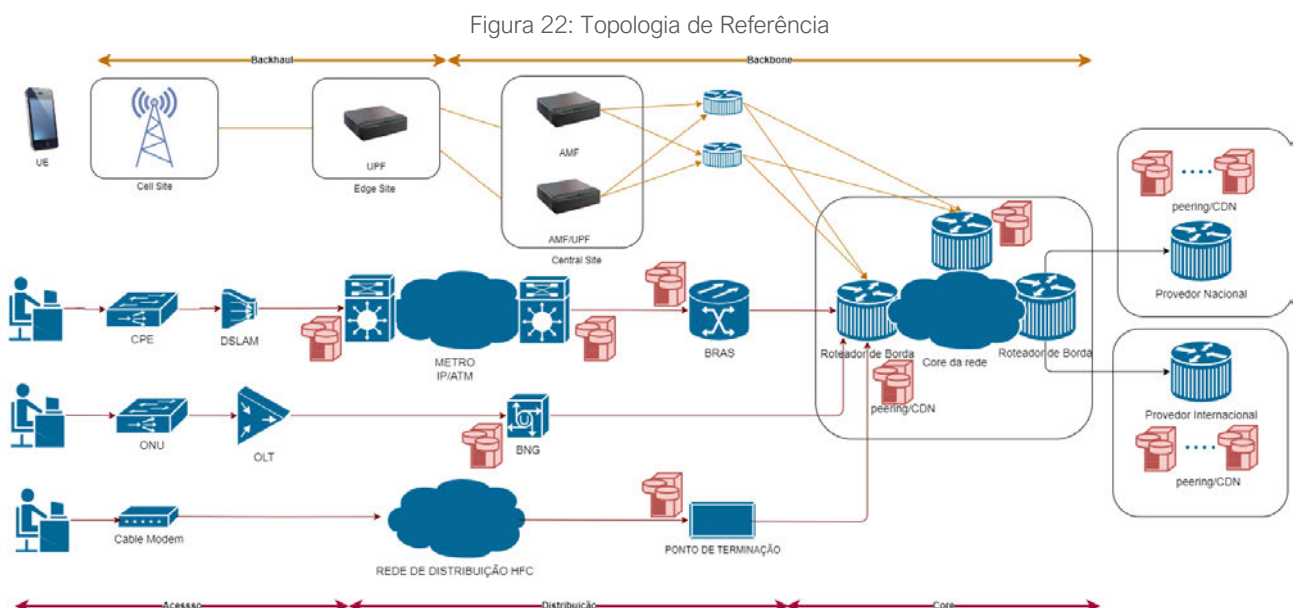 Figura 22: Topologia de Referência
Backhaul
Backbone
UE
Cell Site
UPF
Edge Site
AMF
AMF/UPF
Central Site
peering/CDN
Provedor Nacional
CPE
DSLAM
METRO
IP/ATM
BRAS
Roteador de Borda
Core da rede
Roteador de Borda
peering/CDN
Provedor Internacional
peering/CDN
ONU
OLT
BNG
Cable Modem
REDE DE DISTRIBUIÇÃO HFC
PONTO DE TERMINAÇÃO
Acessso
Distribuição
Core